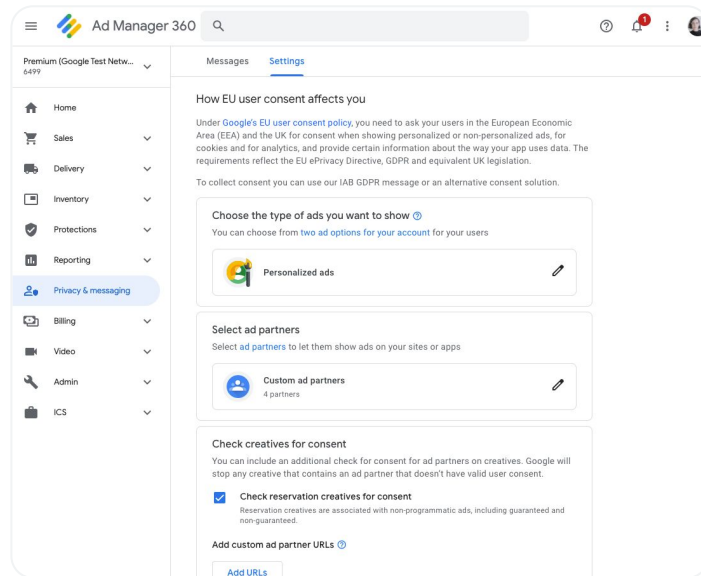 Ad Manager 360
1
Premium (Google Test Netw...
6499
Home
Sales
Delivery
Inventory
Protections
Reporting
Privacy & messaging
Billing
Video
Admin
ICS
Messages Settings
How EU user consent affects you
Under Google's EU user consent policy, you need to ask your users in the European Economic
Area (EEA) and the UK for consent when showing personalized or non-personalized ads, for
cookies and for analytics, and provide certain information about the way your app uses data. The
requirements reflect the EU ePrivacy Directive, GDPR and equivalent UK legislation.
To collect consent you can use our IAB GDPR message or an alternative consent solution.
Choose the type of ads you want to show
You can choose from two ad options for your account for your users
Personalized ads
Select ad partners
Select ad partners to let them show ads on your sites or apps
Custom ad partners
4 partners
Check creatives for consent
You can include an additional check for consent for ad partners on creatives. Google will
stop any creative that contains an ad partner that doesn't have valid user consent.
Check reservation creatives for consent
Reservation creatives are associated with non-programmatic ads, including guaranteed and
non-guaranteed.
Add custom ad partner URLs
Add URLs